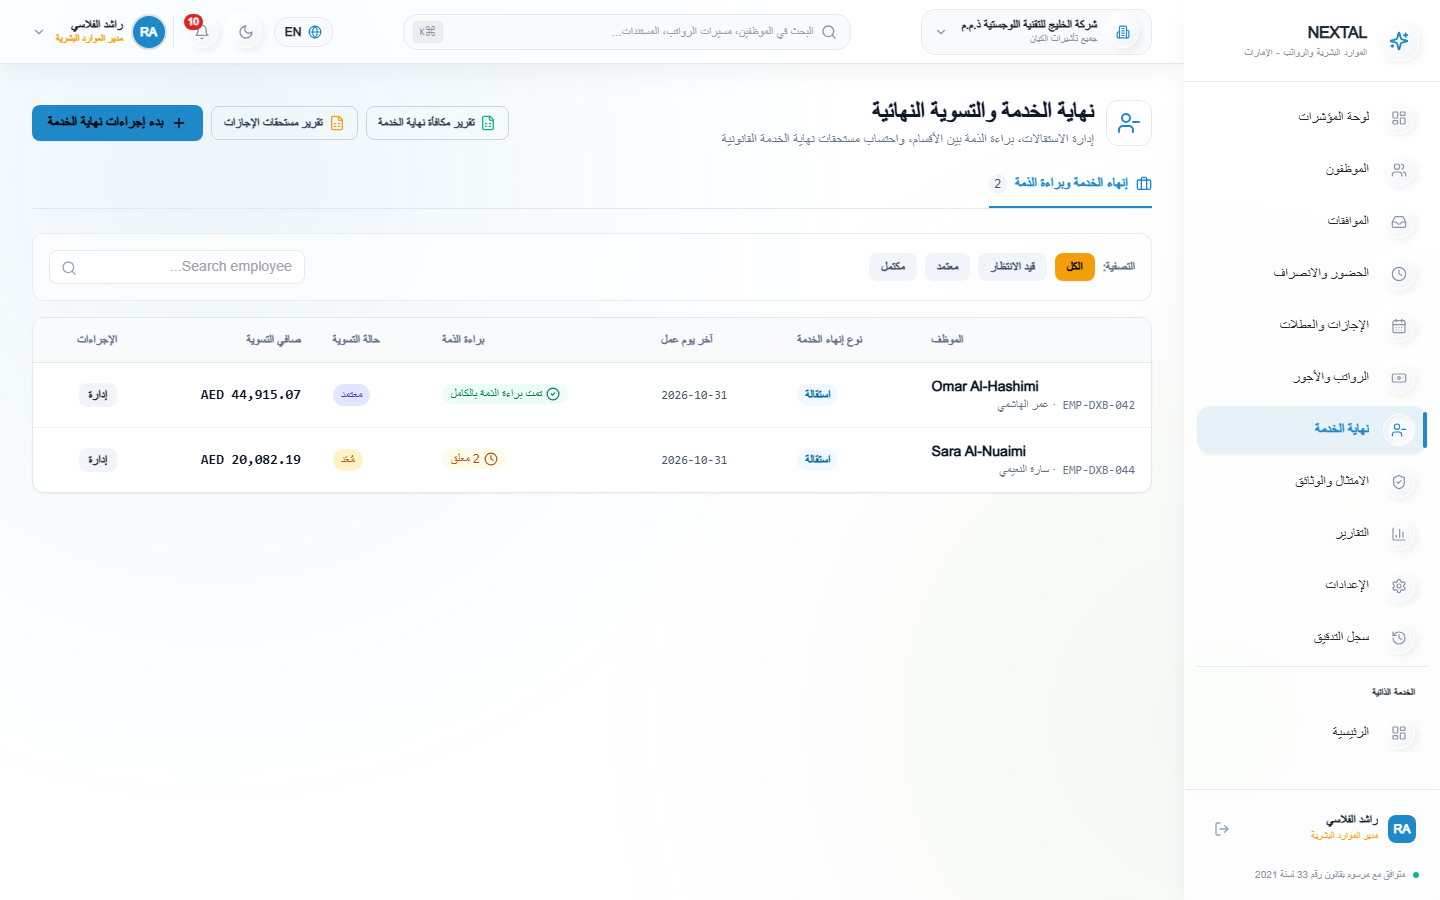 NEXTAL
الموارد البشرية والرواتب - الإمارات
لوحة المؤشرات
الموظفون
الموافقات
الحضور والانصراف
الإجازات والعطلات
الرواتب والأجور
نهاية الخدمة
الامتثال والوثائق
التقارير
الإعدادات
سجل التدقيق
الخدمة الذاتية
الرئيسية
RA
راشد الفلاسي
مدير الموارد البشرية
متوافق مع مرسوم بقانون رقم 33 لسنة 2021
شركة الخليج للتقنية اللوجستية ذ.م.م
جميع تأشيرات الكيان
البحث في الموظفين، مسيرات الرواتب، المستندات...
⌘K
EN
10
RA
راشد الفلاسي
مدير الموارد البشرية
نهاية الخدمة والتسوية النهائية
إدارة الاستقالات، براءة الذمة بين الأقسام، واحتساب مستحقات نهاية الخدمة القانونية
تقرير مكافأة نهاية الخدمة
تقرير مستحقات الإجازات
بدء إجراءات نهاية الخدمة
إنهاء الخدمة وبراءة الذمة 2
التصفية: الكل قيد الانتظار معتمد مكتمل
Search employee...
الموظف نوع إنهاء الخدمة آخر يوم عمل براءة الذمة حالة التسوية صافي التسوية الإجراءات
Omar Al-Hashimi
EMP-DXB-042 · عمر الهاشمي
استقالة
2026-10-31
تمت براءة الذمة بالكامل
معتمد
AED 44,915.07
إدارة
Sara Al-Nuaimi
EMP-DXB-044 · سارة النعيمي
استقالة
2026-10-31
2 معلق
مُعَد
AED 20,082.19
إدارة